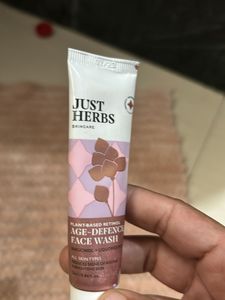 JUST
HERBS
SKINCARE
PLANT-BASED RETINOL
AGE-DEFENCE
FACE WASH
ALL SKIN TYPES